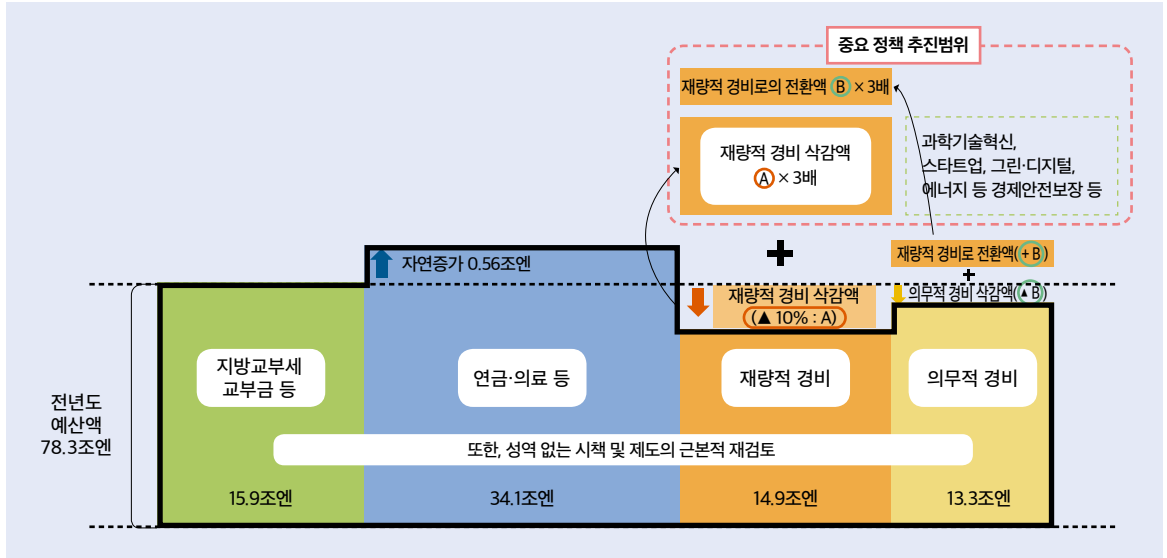 중요 정책 추진범위
재량적 경비로의 전환액 B × 3배
재량적 경비 삭감액
A × 3배
과학기술혁신,
스타트업, 그린·디지털,
에너지 등 경제안전보장 등
+
재량적 경비로 전환액(+ B)
+
자연증가 0.56조엔
재량적 경비 삭감액
(▲ 10% : A)
의무적 경비 삭감액(▲ B)
전년도
예산액
78.3조엔
지방교부세
교부금 등
연금·의료 등
재량적 경비
의무적 경비
또한, 성역 없는 시책 및 제도의 근본적 재검토
15.9조엔
34.1조엔
14.9조엔
13.3조엔